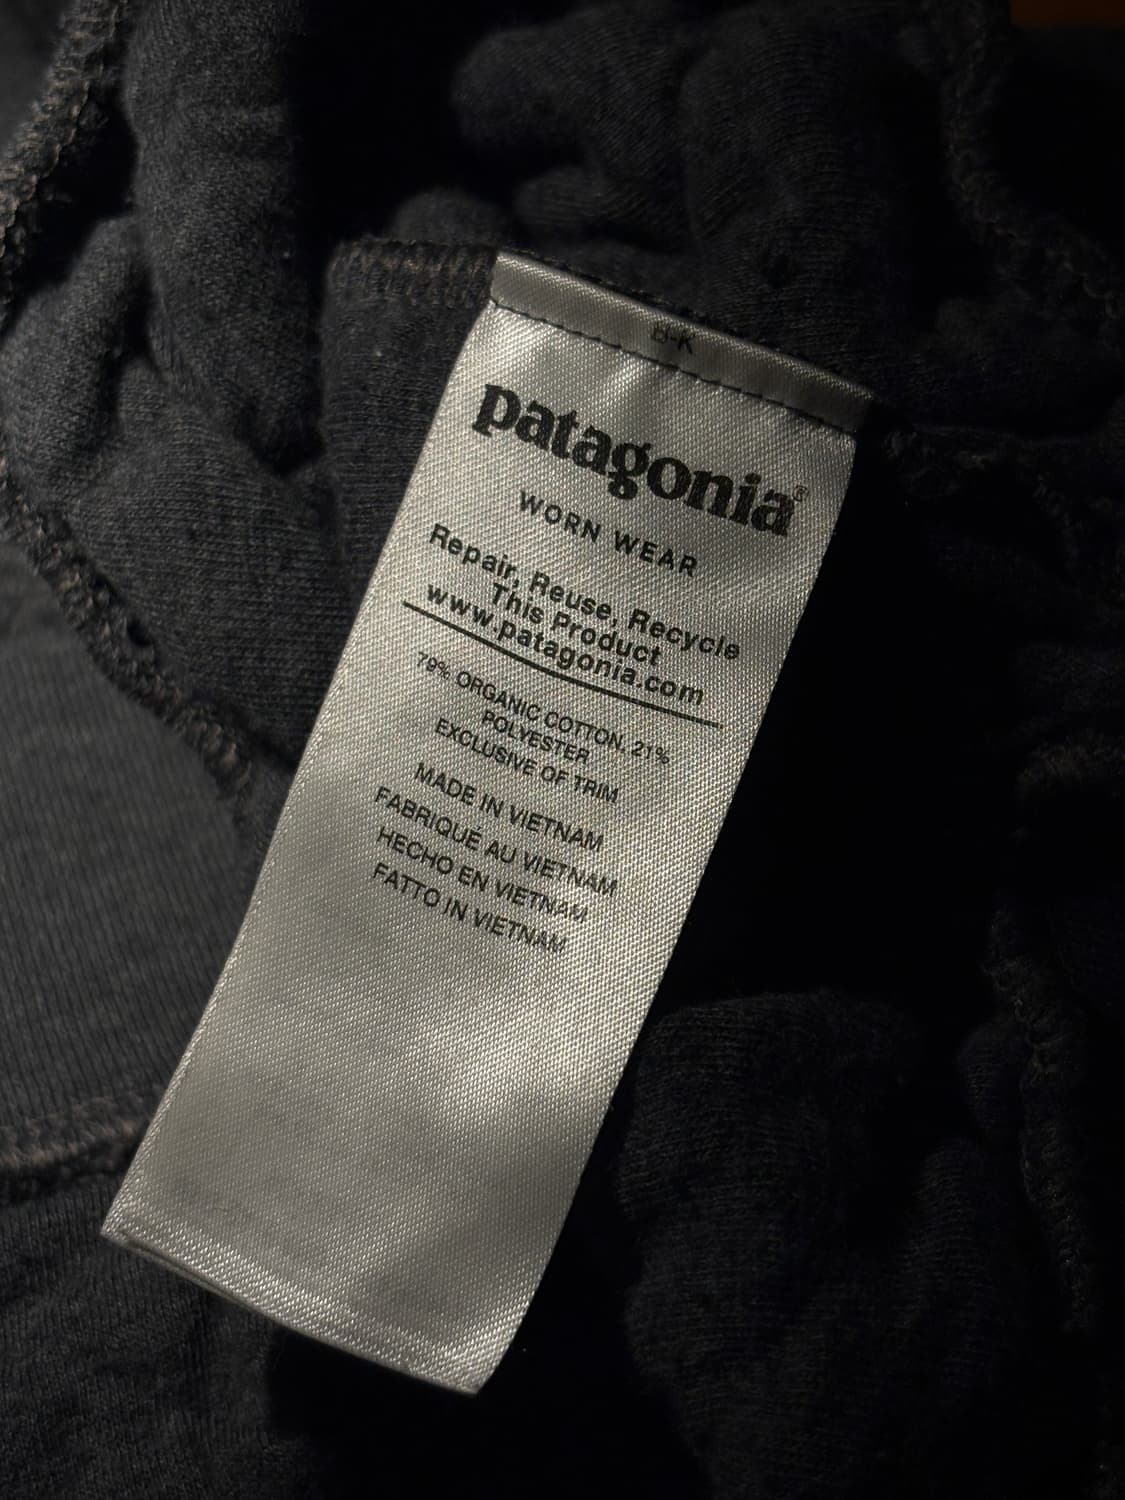 patagonia®
WORN WEAR
Repair, Reuse, Recycle
This Product
www.patagonia.com
79% ORGANIC COTTON, 21%
POLYESTER
EXCLUSIVE OF TRIM
MADE IN VIETNAM
FABRIQUÉ AU VIETNAM
HECHO EN VIETNAM
FATTO IN VIETNAM